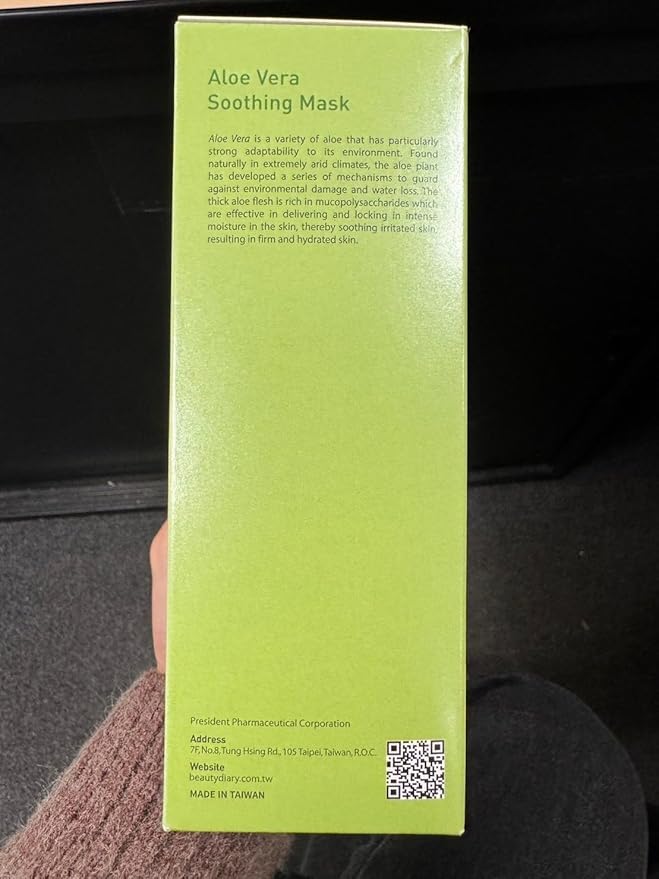 Aloe Vera
Soothing Mask
Aloe Vera is a variety of aloe that has particularly
strong adaptability to its environment. Found
naturally in extremely arid climates, the aloe plant
has developed a series of mechanisms to guard
against environmental damage and water loss. The
thick aloe flesh is rich in mucopolysaccharides which
are effective in delivering and locking in intense
moisture in the skin, thereby soothing irritated skin,
resulting in firm and hydrated skin.
President Pharmaceutical Corporation
Address
7F, No.8, Tung Hsing Rd., 105 Taipei, Taiwan, R.O.C.
Website
beautydiary.com.tw
MADE IN TAIWAN